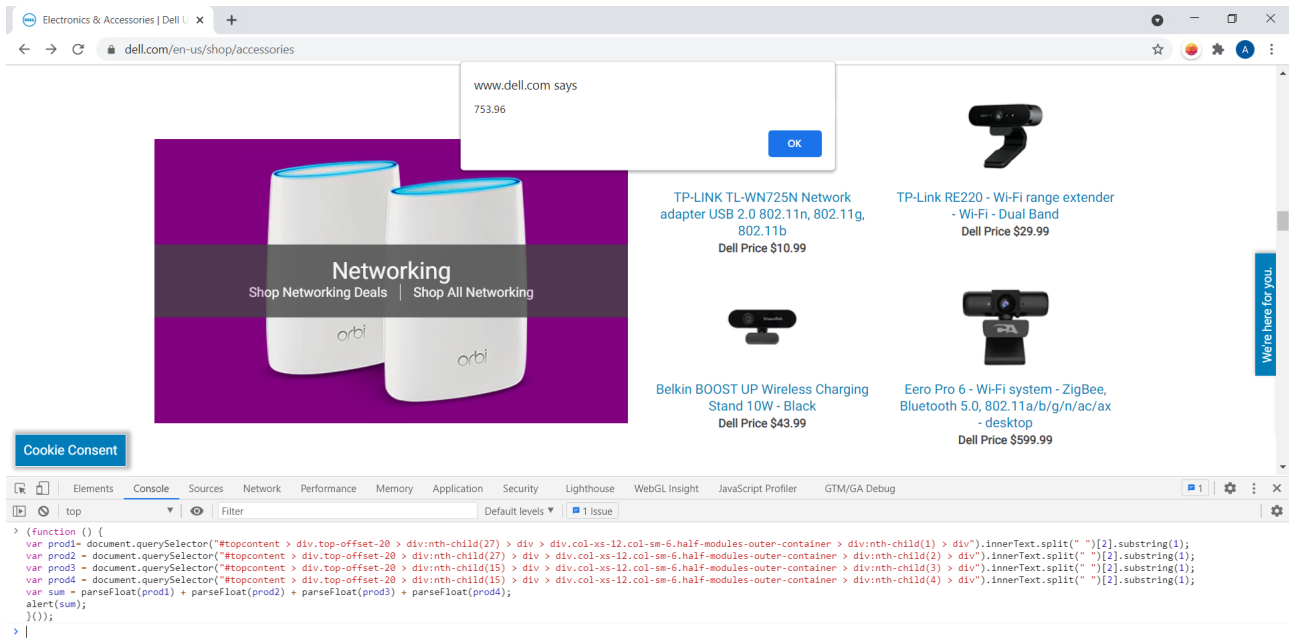 Electronics & Accessories | Dell U
dell.com/en-us/shop/accessories
A
www.dell.com says
753.96
OK
Networking
Shop Networking Deals | Shop All Networking
orbi
orbi
TP-LINK TL-WN725N Network
adapter USB 2.0 802.11n, 802.11g,
802.11b
Dell Price $10.99
TP-Link RE220 - Wi-Fi range extender
- Wi-Fi - Dual Band
Dell Price $29.99
Belkin BOOST UP Wireless Charging
Stand 10W - Black
Dell Price $43.99
Eero Pro 6 - Wi-Fi system - ZigBee,
Bluetooth 5.0, 802.11a/b/g/n/ac/ax
- desktop
Dell Price $599.99
We're here for you.
Cookie Consent
Elements Console Sources Network Performance Memory Application Security Lighthouse WebGL Insight JavaScript Profiler GTM/GA Debug 1
top Filter Default levels 1 Issue
> (function () {
var prod1= document.querySelector("#topcontent > div.top-offset-20 > div:nth-child(27) > div > div.col-xs-12.col-sm-6.half-modules-outer-container > div:nth-child(1) > div").innerText.split(" ")[2].substring(1);
var prod2 = document.querySelector("#topcontent > div.top-offset-20 > div:nth-child(27) > div > div.col-xs-12.col-sm-6.half-modules-outer-container > div:nth-child(2) > div").innerText.split(" ")[2].substring(1);
var prod3 = document.querySelector("#topcontent > div.top-offset-20 > div:nth-child(15) > div > div.col-xs-12.col-sm-6.half-modules-outer-container > div:nth-child(3) > div").innerText.split(" ")[2].substring(1);
var prod4 = document.querySelector("#topcontent > div.top-offset-20 > div:nth-child(15) > div > div.col-xs-12.col-sm-6.half-modules-outer-container > div:nth-child(4) > div").innerText.split(" ")[2].substring(1);
var sum = parseFloat(prod1) + parseFloat(prod2) + parseFloat(prod3) + parseFloat(prod4);
alert(sum);
}());
>